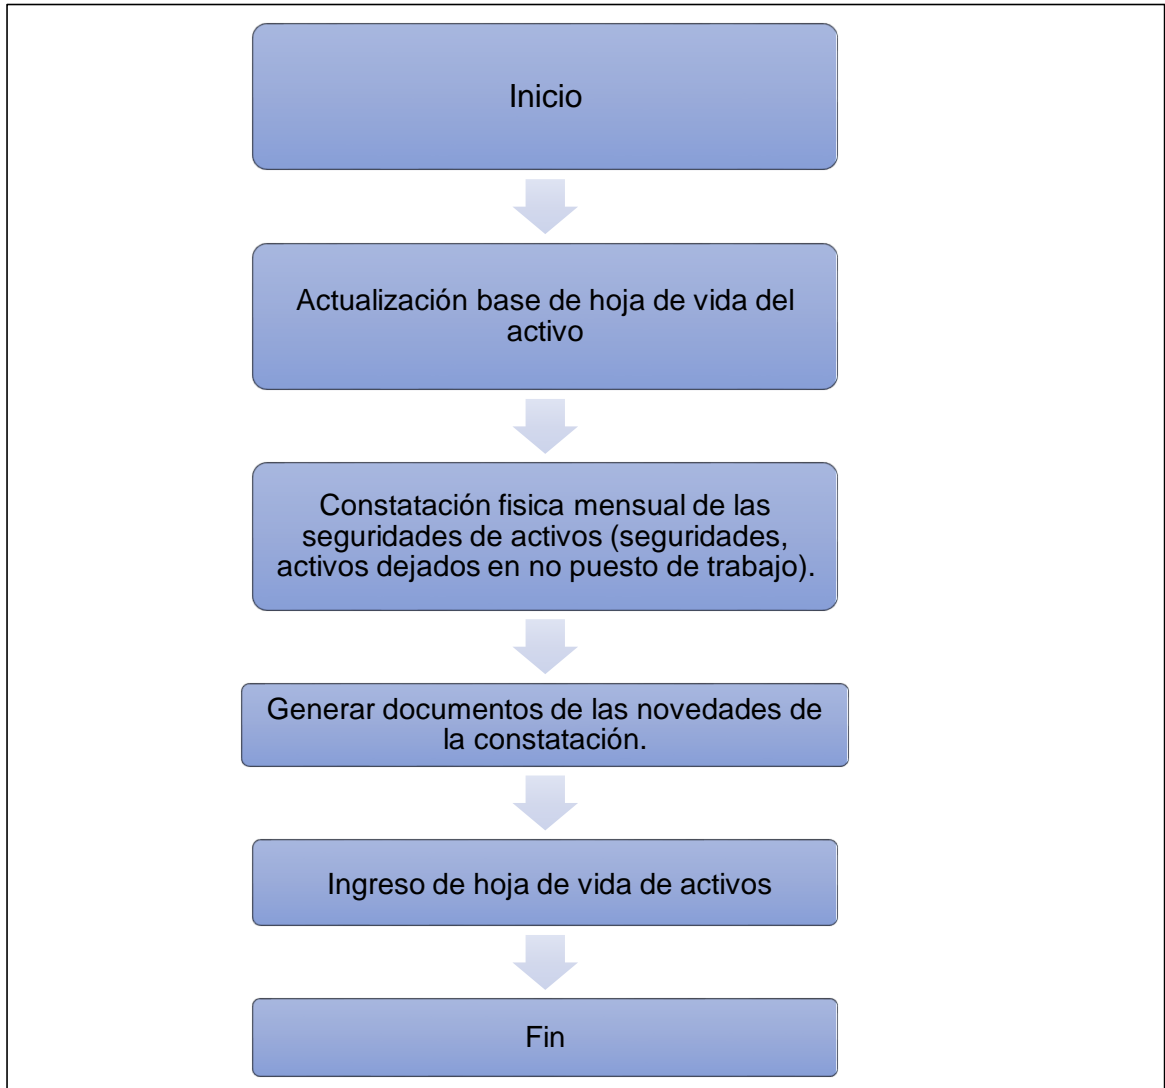 Inicio
Actualización base de hoja de vida del
activo
Constatación fisica mensual de las
seguridades de activos (seguridades,
activos dejados en no puesto de trabajo).
Generar documentos de las novedades de
la constatación.
Ingreso de hoja de vida de activos
Fin